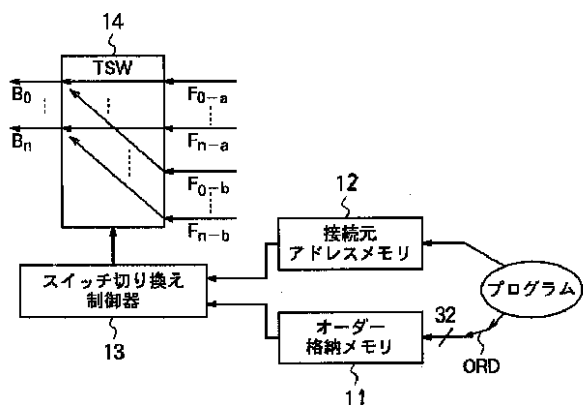 14
TSW
B0
F0-a
Bn
Fn-a
F0-b
Fn-b
12
接続元
アドレスメモリ
スイッチ切り換え
制御器
13
プログラム
オーダー
格納メモリ
32
ORD
11